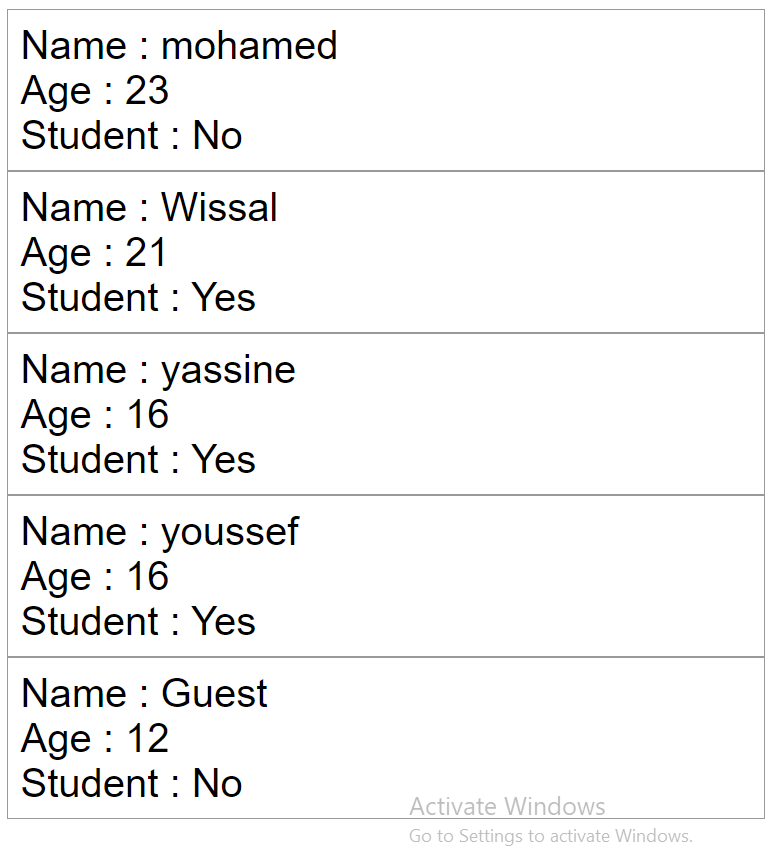 Name : mohamed
Age : 23
Student : No
Name : Wissal
Age : 21
Student : Yes
Name : yassine
Age : 16
Student : Yes
Name : youssef
Age : 16
Student : Yes
Name : Guest
Age : 12
Student : No
Activate Windows
Go to Settings to activate Windows.